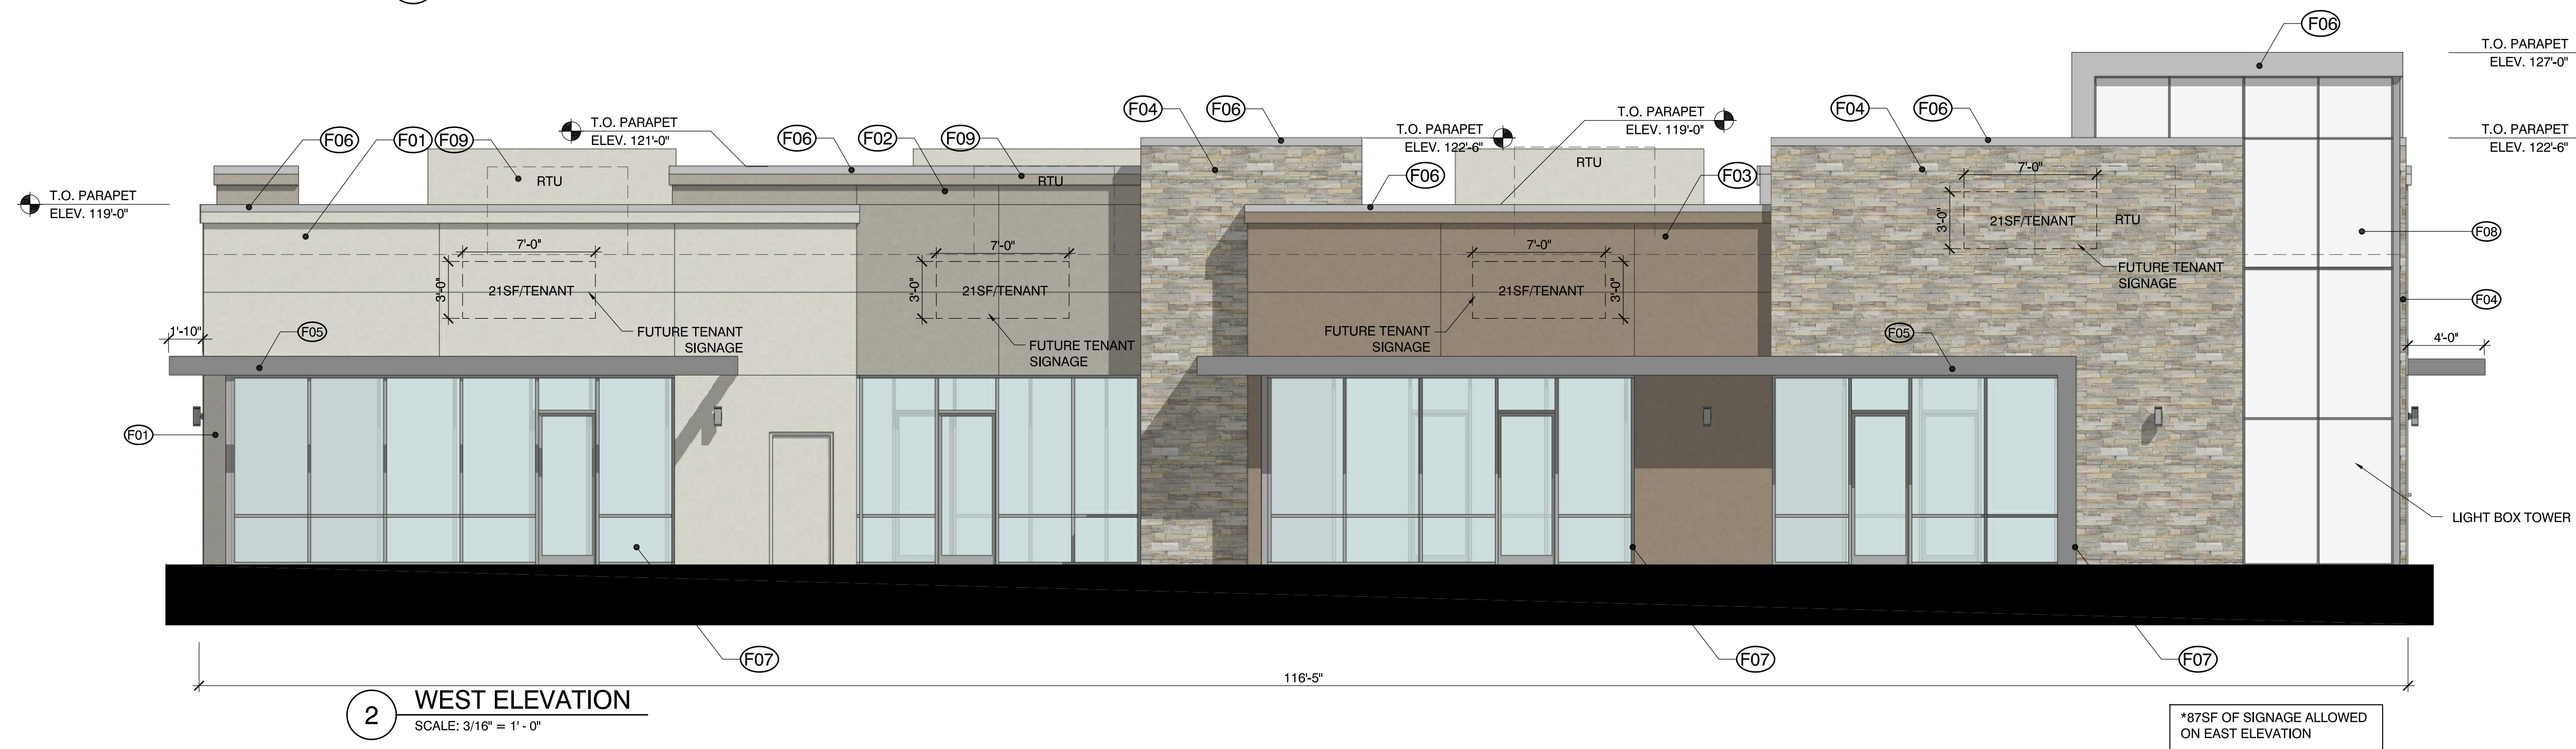 F06
T.O. PARAPET
ELEV. 127'-0"
F04
F06
T.O. PARAPET
ELEV. 119'-0"
F04
F06
T.O. PARAPET
ELEV. 121'-0"
F06
F02
F09
T.O. PARAPET
ELEV. 122'-6"
T.O. PARAPET
ELEV. 122'-6"
F06
F01
F09
RTU
RTU
RTU
F06
F03
7'-0"
T.O. PARAPET
ELEV. 119'-0"
3'-0"
21SF/TENANT
RTU
F08
7'-0"
7'-0"
7'-0"
FUTURE TENANT
SIGNAGE
3'-0"
21SF/TENANT
3'-0"
21SF/TENANT
21SF/TENANT
3'-0"
F04
1'-10"
F05
FUTURE TENANT
SIGNAGE
FUTURE TENANT
SIGNAGE
FUTURE TENANT
SIGNAGE
F05
4'-0"
F01
LIGHT BOX TOWER
F07
F07
F07
116'-5"
2
WEST ELEVATION
SCALE: 3/16" = 1' - 0"
*87SF OF SIGNAGE ALLOWED
ON EAST ELEVATION